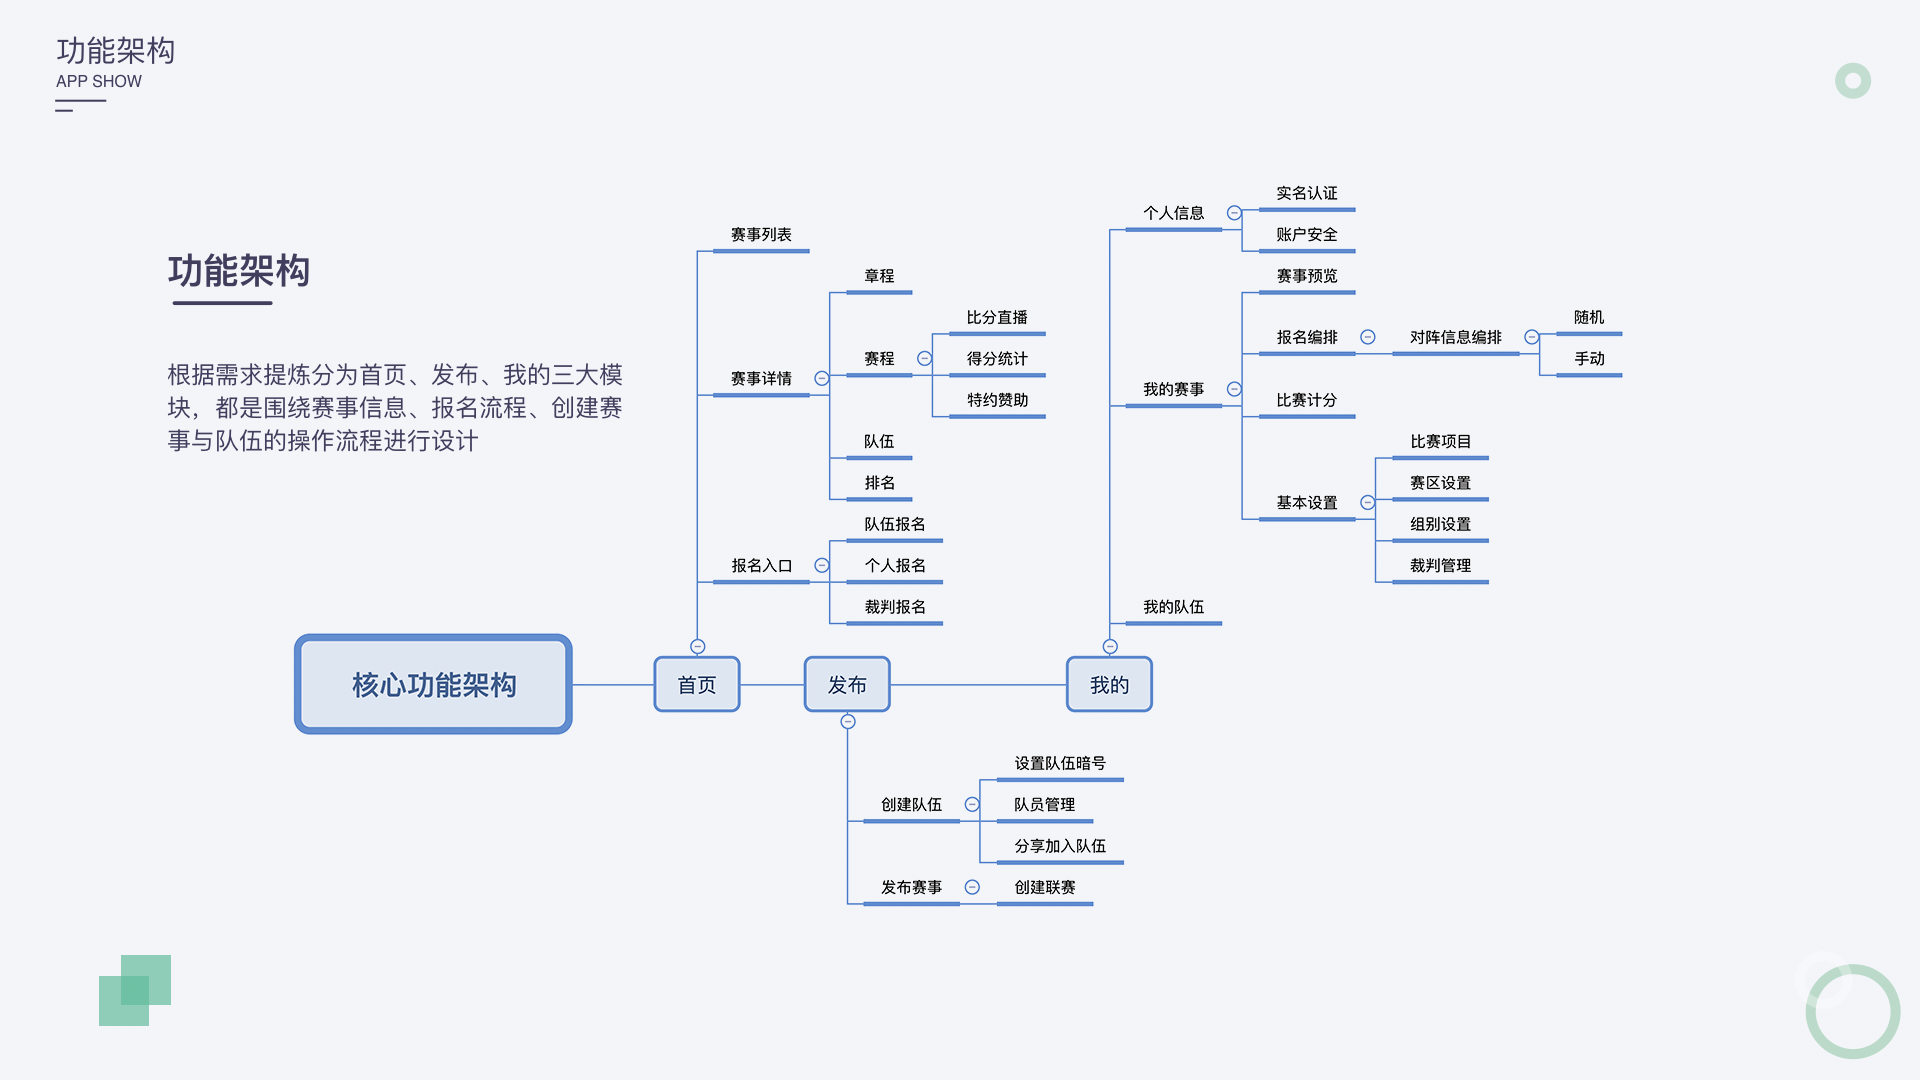 功能架构
APP SHOW
功能架构
根据需求提炼分为首页、发布、我的三大模
块，都是围绕赛事信息、报名流程、创建赛
事与队伍的操作流程进行设计
核心功能架构
首页
赛事列表
赛事详情
章程
赛程
比分直播
得分统计
特约赞助
队伍
排名
报名入口
队伍报名
个人报名
裁判报名
发布
创建队伍
设置队伍暗号
队员管理
分享加入队伍
发布赛事
创建联赛
我的
个人信息
实名认证
账户安全
我的赛事
赛事预览
报名编排
对阵信息编排
随机
手动
比赛计分
基本设置
比赛项目
赛区设置
组别设置
裁判管理
我的队伍